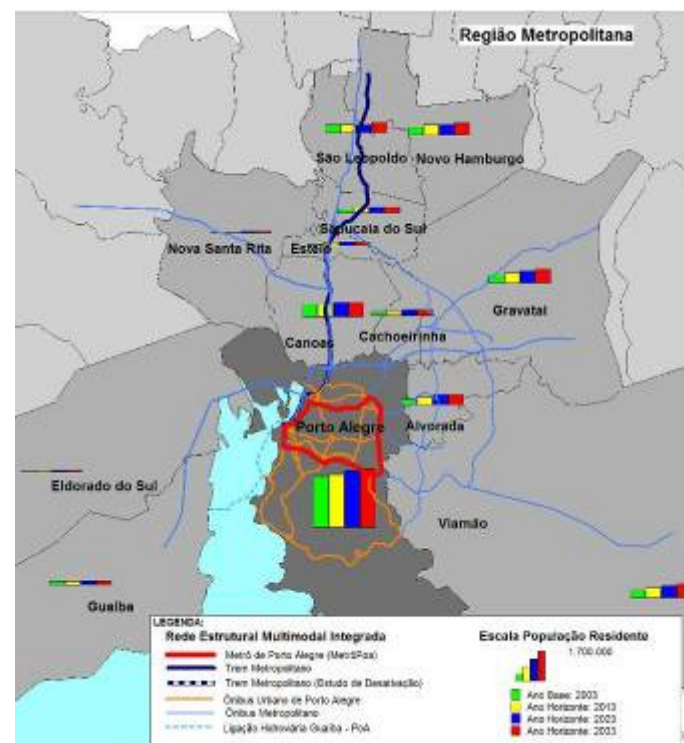 Região Metropolitana
São Leopoldo
Novo Hamburgo
Sapucaia do Sul
Nova Santa Rita
Esteio
Gravataí
Canoas
Cachoeirinha
Porto Alegre
Alvorada
Eldorado do Sul
Viamão
Guaíba
LEGENDA:
Rede Estrutural Multimodal Integrada
Metrô de Porto Alegre (MetrôPoa)
Trem Metropolitano
Trem Metropolitano (Estudo de Desativação)
Ônibus Urbano de Porto Alegre
Ônibus Metropolitano
Ligação Hidroviária Guaíba - PoA
Escala População Residente
1.700.000
Ano Base: 2003
Ano Horizonte: 2013
Ano Horizonte: 2023
Ano Horizonte: 2033